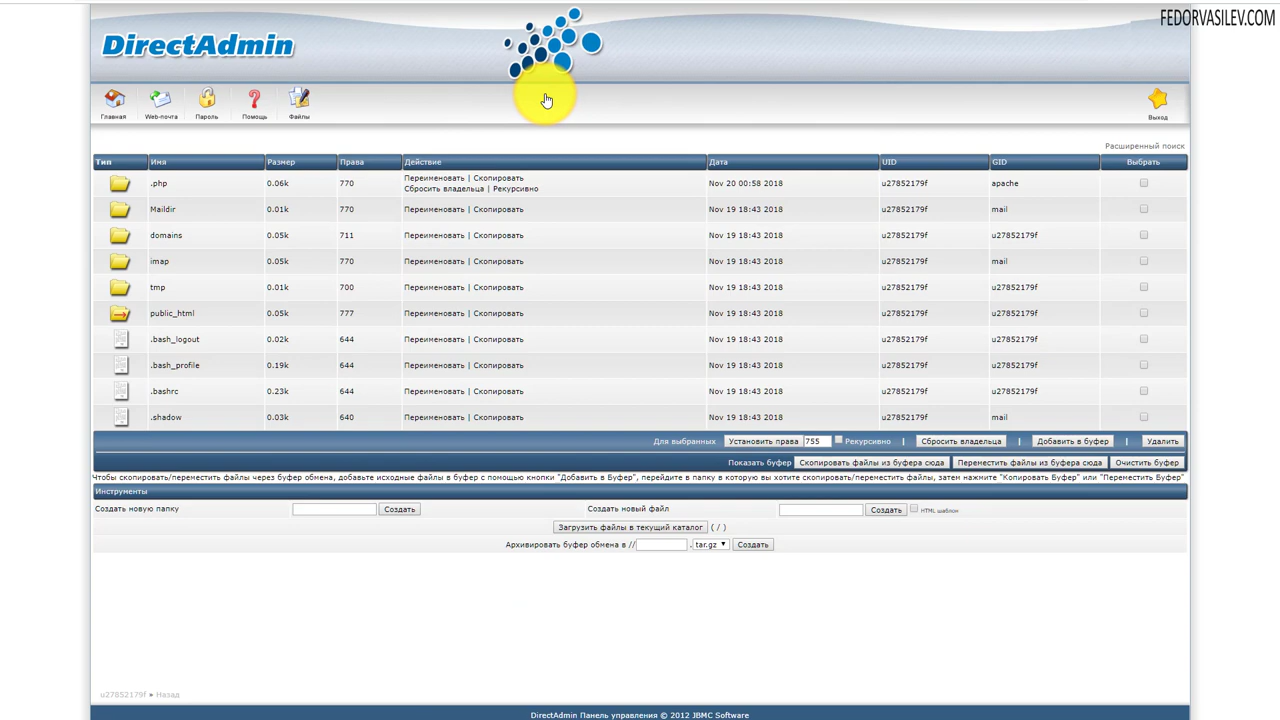 FEDORVASILEV.COM
DirectAdmin
Главная Web-почта Пароль Помощь Файлы Выход
Расширенный поиск
Тип Имя Размер Права Действие Дата UID GID Выбрать
.php 0.06k 770 Переименовать | Скопировать Nov 20 00:58 2018 u27852179f apache
Сбросить владельца | Рекурсивно
Maildir 0.01k 770 Переименовать | Скопировать Nov 19 18:43 2018 u27852179f mail
domains 0.05k 711 Переименовать | Скопировать Nov 19 18:43 2018 u27852179f u27852179f
imap 0.05k 770 Переименовать | Скопировать Nov 19 18:43 2018 u27852179f mail
tmp 0.01k 700 Переименовать | Скопировать Nov 19 18:43 2018 u27852179f u27852179f
public_html 0.05k 777 Переименовать | Скопировать Nov 19 18:43 2018 u27852179f u27852179f
.bash_logout 0.02k 644 Переименовать | Скопировать Nov 19 18:43 2018 u27852179f u27852179f
.bash_profile 0.19k 644 Переименовать | Скопировать Nov 19 18:43 2018 u27852179f u27852179f
.bashrc 0.23k 644 Переименовать | Скопировать Nov 19 18:43 2018 u27852179f u27852179f
.shadow 0.03k 640 Переименовать | Скопировать Nov 19 18:43 2018 u27852179f mail
Для выбранных Установить права 755 Рекурсивно | Сбросить владельца | Добавить в буфер | Удалить
Показать буфер Скопировать файлы из буфера сюда Переместить файлы из буфера сюда Очистить буфер
Чтобы скопировать/переместить файлы через буфер обмена, добавьте исходные файлы в буфер с помощью кнопки "Добавить в Буфер", перейдите в папку в которую вы хотите скопировать/переместить файлы, затем нажмите "Копировать Буфер" или "Переместить Буфер"
Инструменты
Создать новую папку Создать Создать новый файл Создать HTML шаблон
Загрузить файлы в текущий каталог ( / )
Архивировать буфер обмена в // . tar.gz Создать
u27852179f » Назад
DirectAdmin Панель управления © 2012 JBMC Software